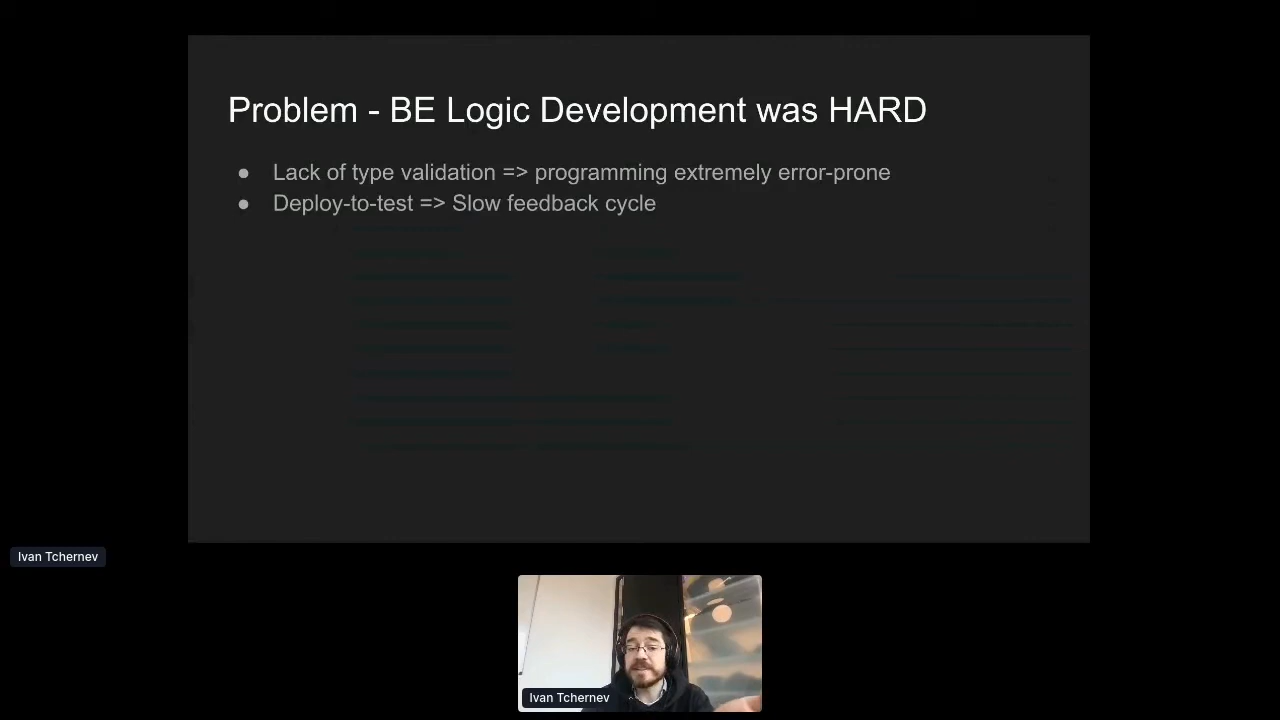 Problem - BE Logic Development was HARD
● Lack of type validation => programming extremely error-prone
● Deploy-to-test => Slow feedback cycle
Ivan Tchernev
Ivan Tchernev